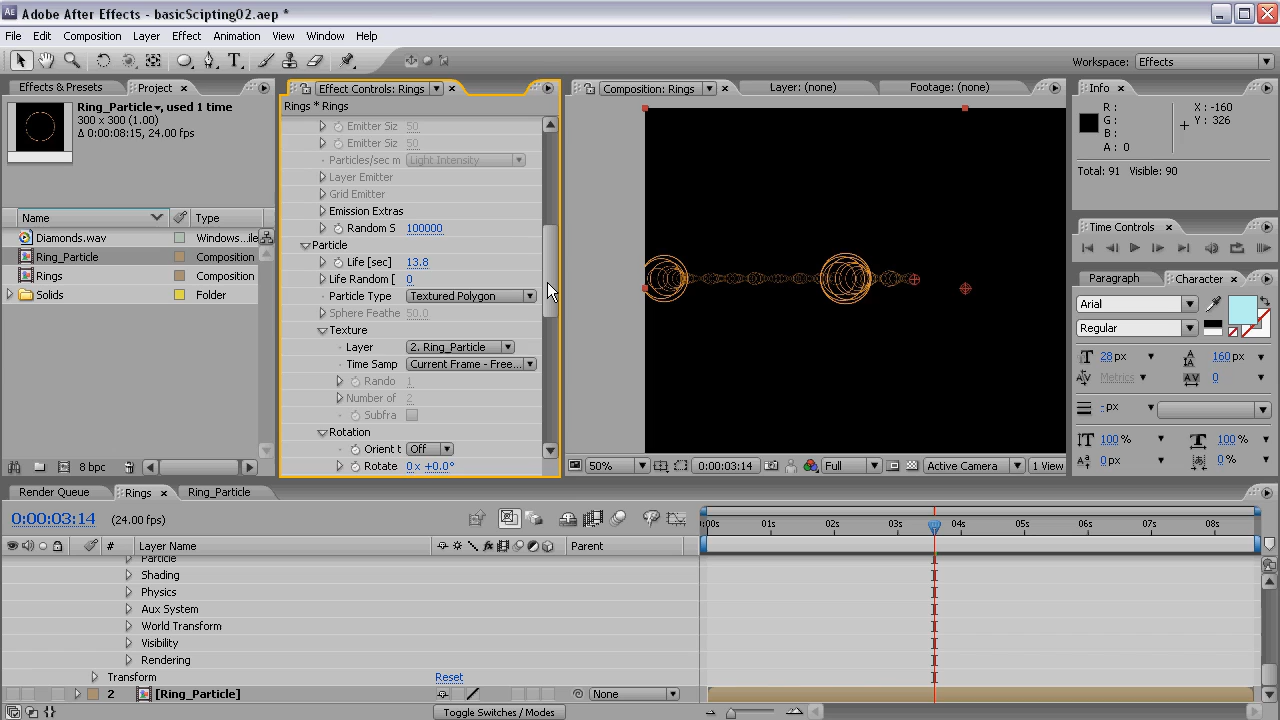 Adobe After Effects - basicScipting02.aep *
File Edit Composition Layer Effect Animation View Window Help
Workspace: Effects
Effects & Presets Project
Ring_Particle, used 1 time
300 x 300 (1.00)
Δ 0:00:08:15, 24.00 fps
Name Type
Diamonds.wav Windows...ile
Ring_Particle Composition
Rings Composition
Solids Folder
8 bpc
Effect Controls: Rings
Rings * Rings
Emitter Siz 50
Emitter Siz 50
Particles/sec m Light Intensity
Layer Emitter
Grid Emitter
Emission Extras
Random S 100000
Particle
Life [sec] 13.8
Life Random [ 0
Particle Type Textured Polygon
Sphere Feathe 50.0
Texture
Layer 2. Ring_Particle
Time Samp Current Frame - Free...
Rando 1
Number of 2
Subfra
Rotation
Orient t Off
Rotate 0 x +0.0°
Composition: Rings Layer: (none) Footage: (none)
50% 0:00:03:14 Full Active Camera 1 View
Info
R : X : -160
G : Y : 326
B :
A : 0
Total: 91 Visible: 90
Time Controls
Paragraph Character
Arial
Regular
28 px 160 px
Metrics 0
- px
100 % 100 %
0 px 0 %
Render Queue Rings Ring_Particle
0:00:03:14 (24.00 fps)
:00s 01s 02s 03s 04s 05s 06s 07s 08s
# Layer Name Parent
Particle
Shading
Physics
Aux System
World Transform
Visibility
Rendering
Transform Reset
2 [Ring_Particle] None
Toggle Switches / Modes